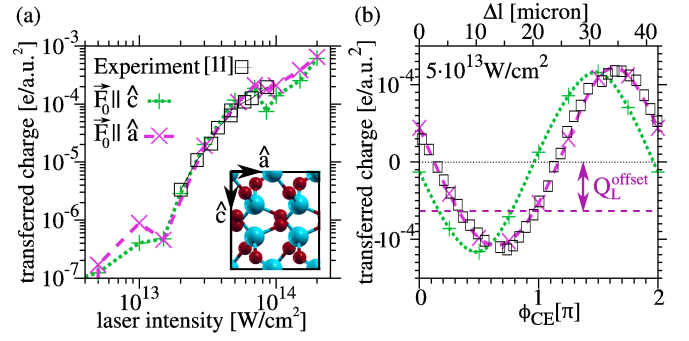 (a)
transferred charge [e/a.u.²]
10⁻³
10⁻⁴
10⁻⁵
10⁻⁶
10⁻⁷
Experiment [11]
F⃗₀ || ĉ
F⃗₀ || â
â
ĉ
10¹³
10¹⁴
laser intensity [W/cm²]
(b)
Δl [micron]
0
10
20
30
40
5·10¹³W/cm²
transferred charge [e/a.u.²]
10⁻⁴
0
-10⁻⁴
Q_L^offset
0
1
2
ϕ_CE[π]